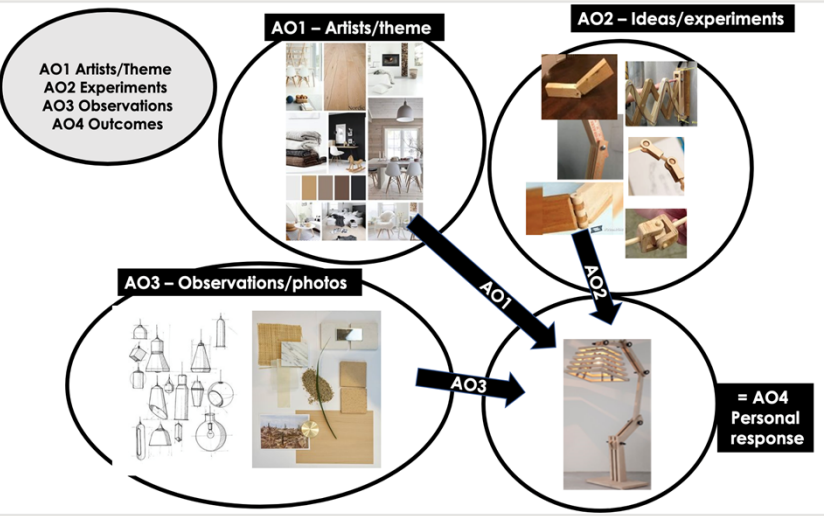 AO1 – Artists/theme
AO2 – Ideas/experiments
AO1 Artists/Theme
AO2 Experiments
AO3 Observations
AO4 Outcomes
AO3 – Observations/photos
AO1
AO2
AO3
= AO4
Personal
response